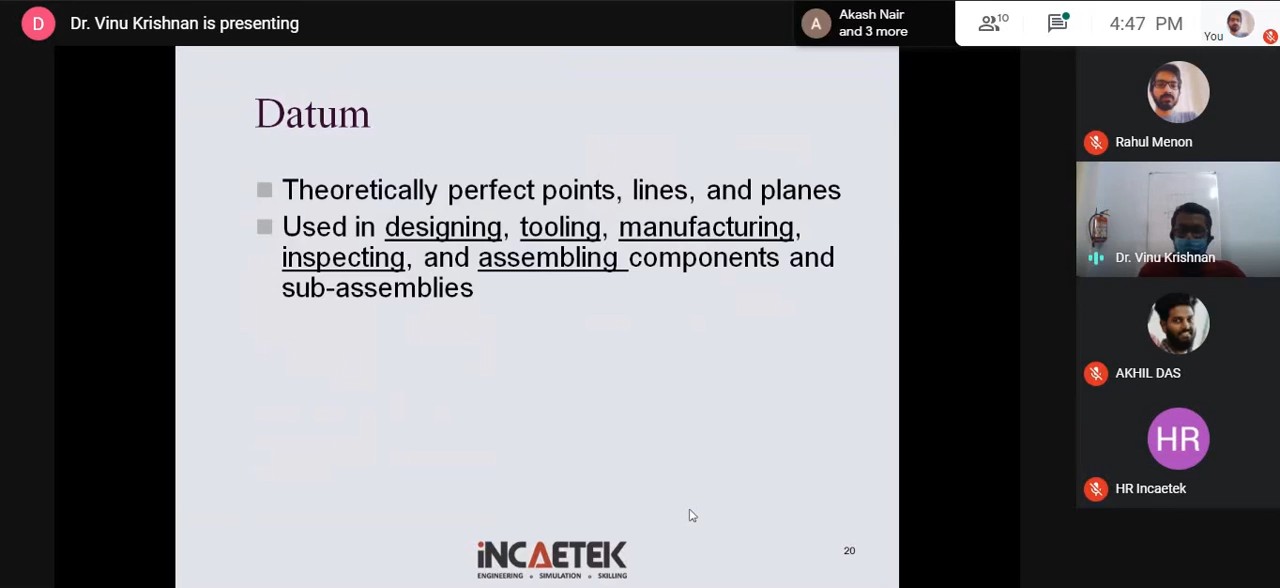 D
Dr. Vinu Krishnan is presenting
A
Akash Nair
and 3 more
10
4:47 PM
You
Datum
Theoretically perfect points, lines, and planes
Used in designing, tooling, manufacturing,
inspecting, and assembling components and
sub-assemblies
iNCAETEK
ENGINEERING • SIMULATION • SKILLING
20
Rahul Menon
Dr. Vinu Krishnan
AKHIL DAS
HR
HR Incaetek